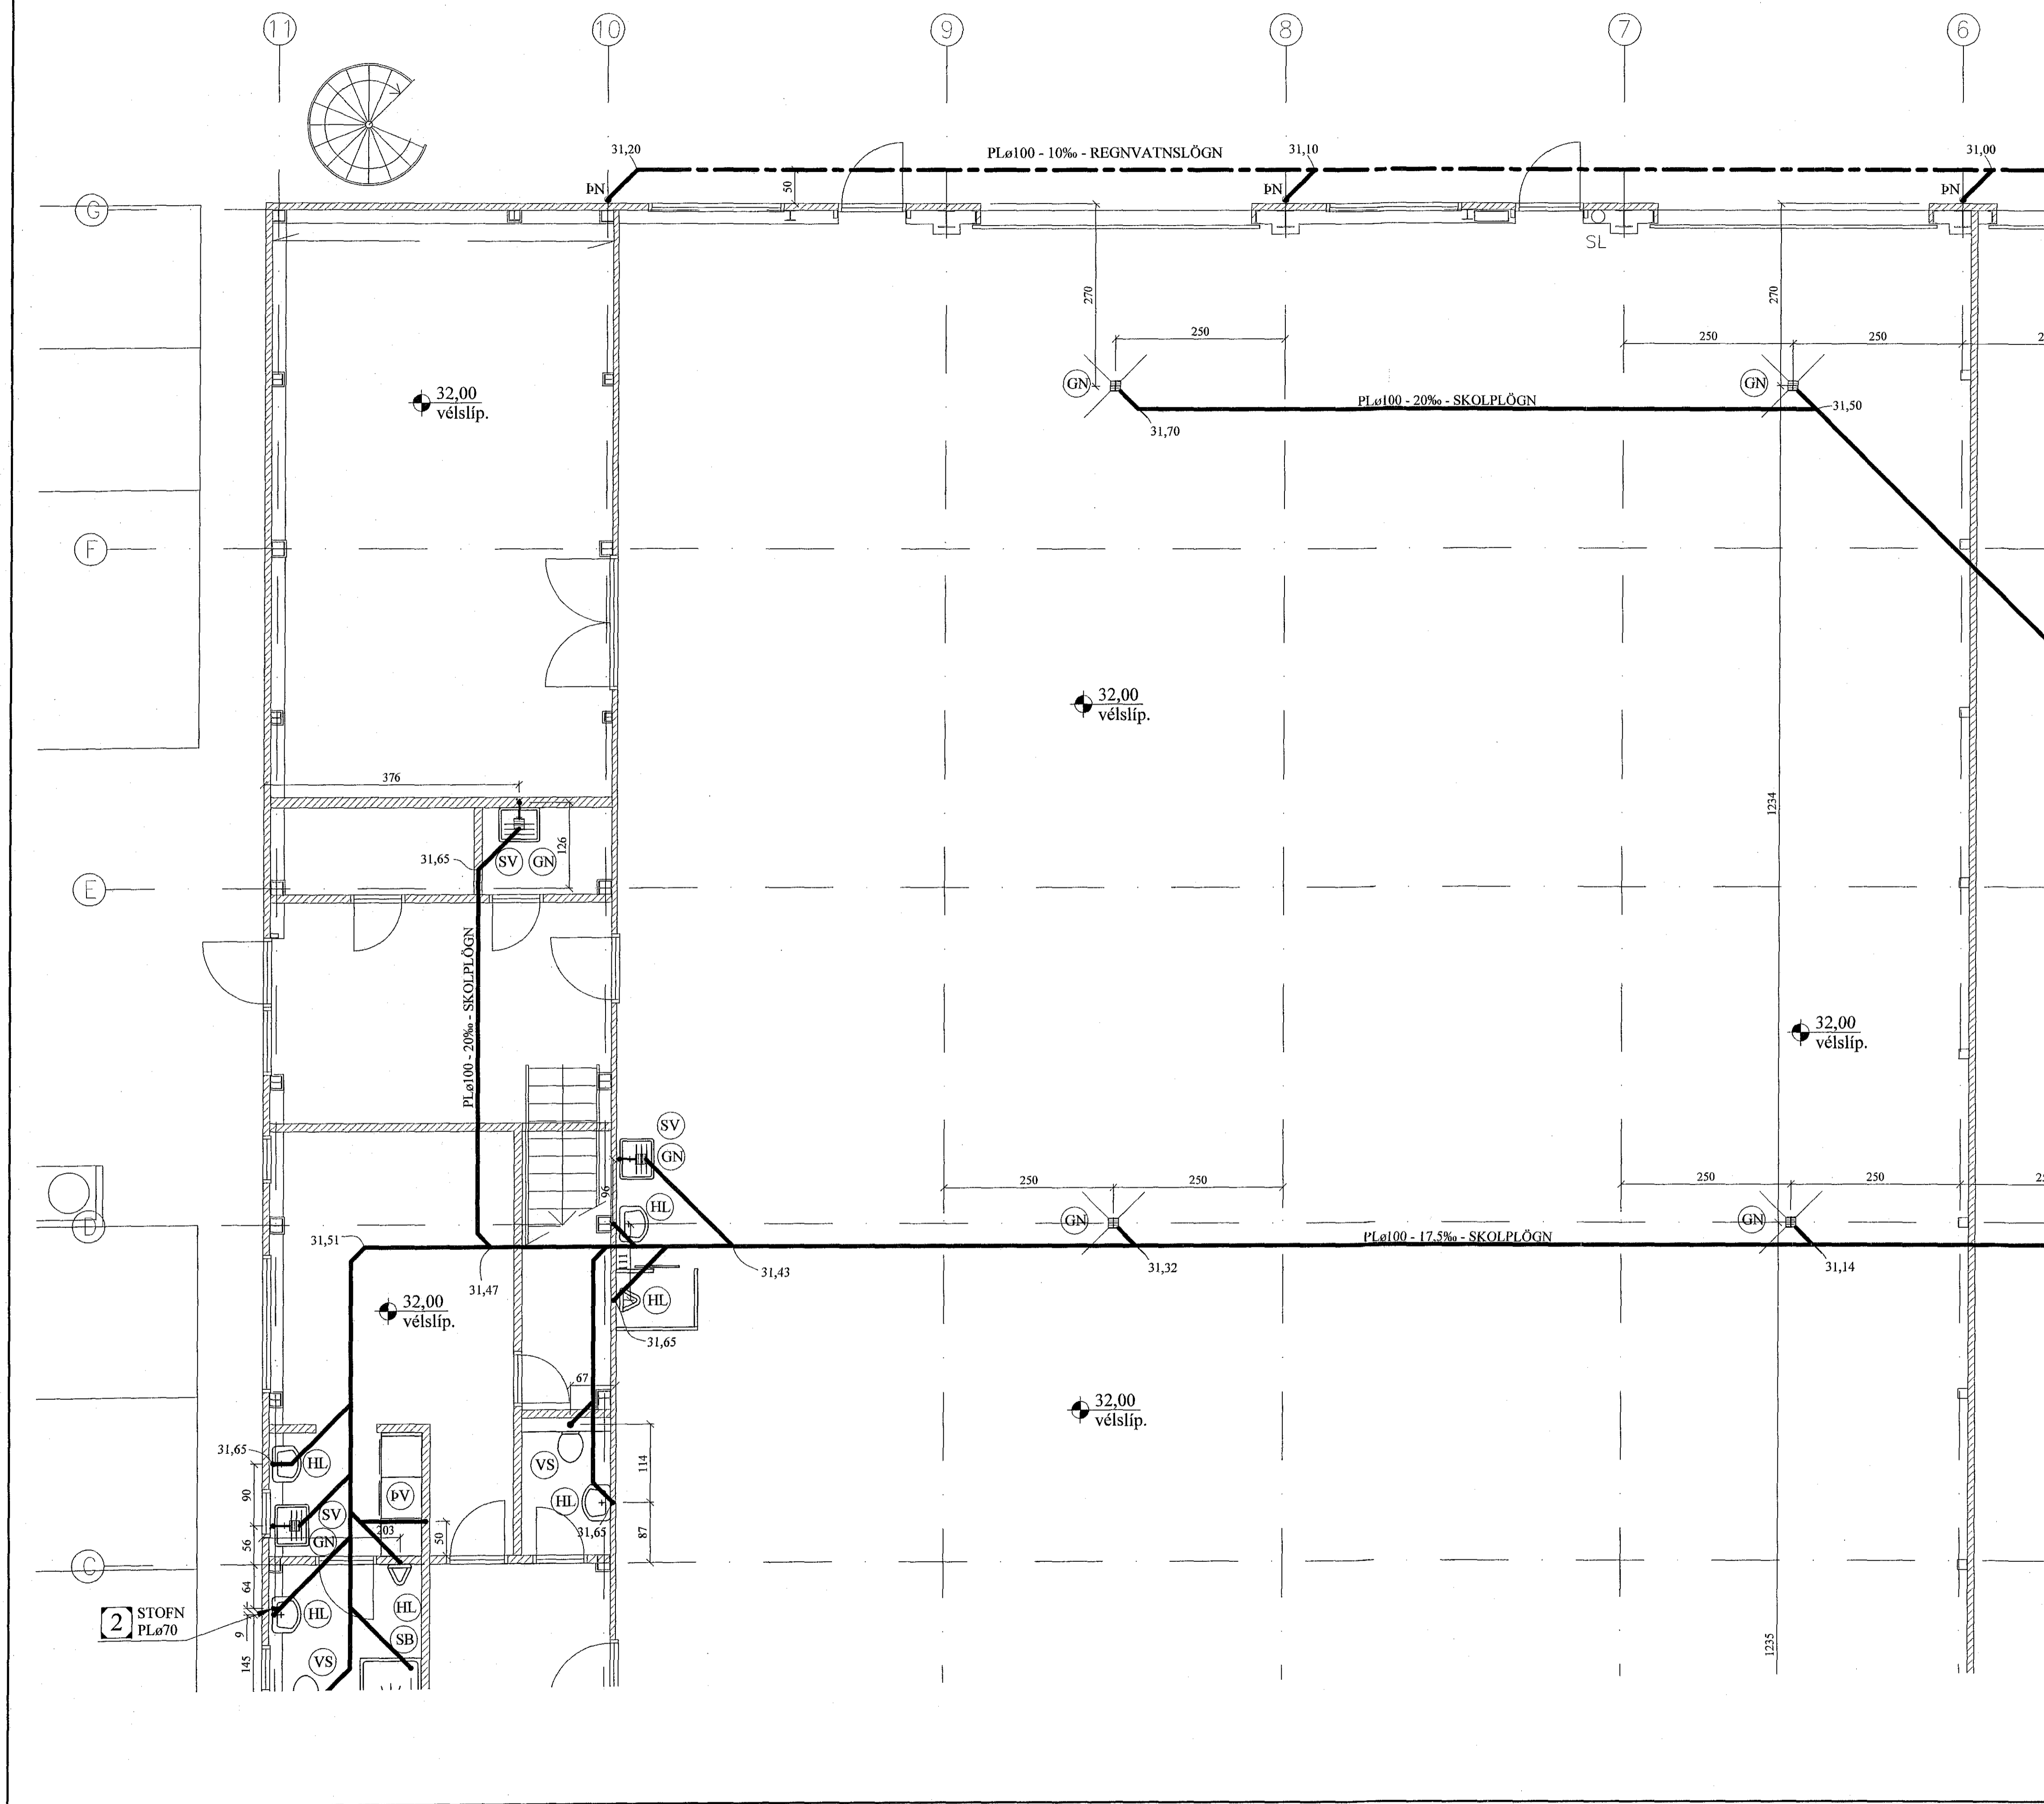 11 10 9 8 7 6
31,20
PLø100 - 10‰ - REGNVATNSLÖGN
31,10
31,00
ÞN
50
ÞN
ÞN
G
SL
270
270
250
250
250
GN
GN
32,00
vélslíp.
PLø100 - 20‰ - SKOLPLÖGN
31,50
31,70
F
32,00
vélslíp.
376
1234
126
31,65
SV
GN
E
PLø100 - 20‰ - SKOLPLÖGN
32,00
vélslíp.
SV
GN
96
250
250
250
250
HL
D
GN
GN
31,51
PLø100 - 17,5‰ - SKOLPLÖGN
111
31,47
31,43
31,32
31,14
32,00
vélslíp.
HL
31,65
67
32,00
vélslíp.
31,65
HL
VS
114
90
ÞV
HL
SV
203
31,65
50
87
56
GN
C
64
2
STOFN
PLø70
HL
HL
9
SB
145
VS
1235